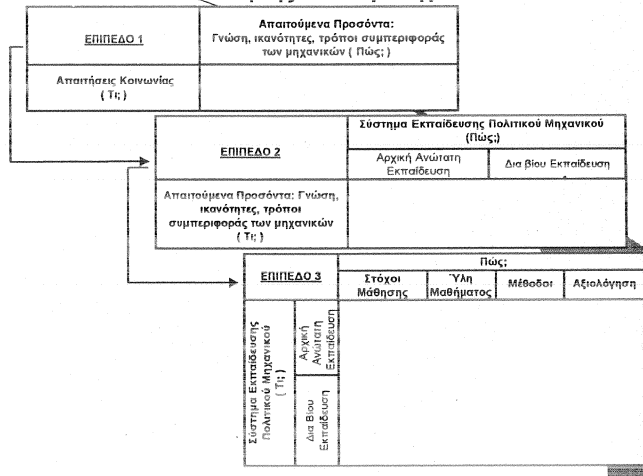 ΕΠΙΠΕΔΟ 1
Απαιτούμενα Προσόντα:
Γνώση, ικανότητες, τρόποι συμπεριφοράς
των μηχανικών ( Πώς; )
Απαιτήσεις Κοινωνίας
( Τι; )
ΕΠΙΠΕΔΟ 2
Σύστημα Εκπαίδευσης Πολιτικού Μηχανικού
(Πώς;)
Αρχική Ανώτατη
Εκπαίδευση
Δια βίου Εκπαίδευση
Απαιτούμενα Προσόντα: Γνώση,
ικανότητες, τρόποι
συμπεριφοράς των μηχανικών
( Τι; )
ΕΠΙΠΕΔΟ 3
Πώς;
Στόχοι
Μάθησης
Ύλη
Μαθήματος
Μέθοδοι
Αξιολόγηση
Σύστημα Εκπαίδευσης
Πολιτικού Μηχανικού
( Τι; )
Αρχική
Ανώτατη
Εκπαίδευση
Δια Βίου
Εκπαίδευση